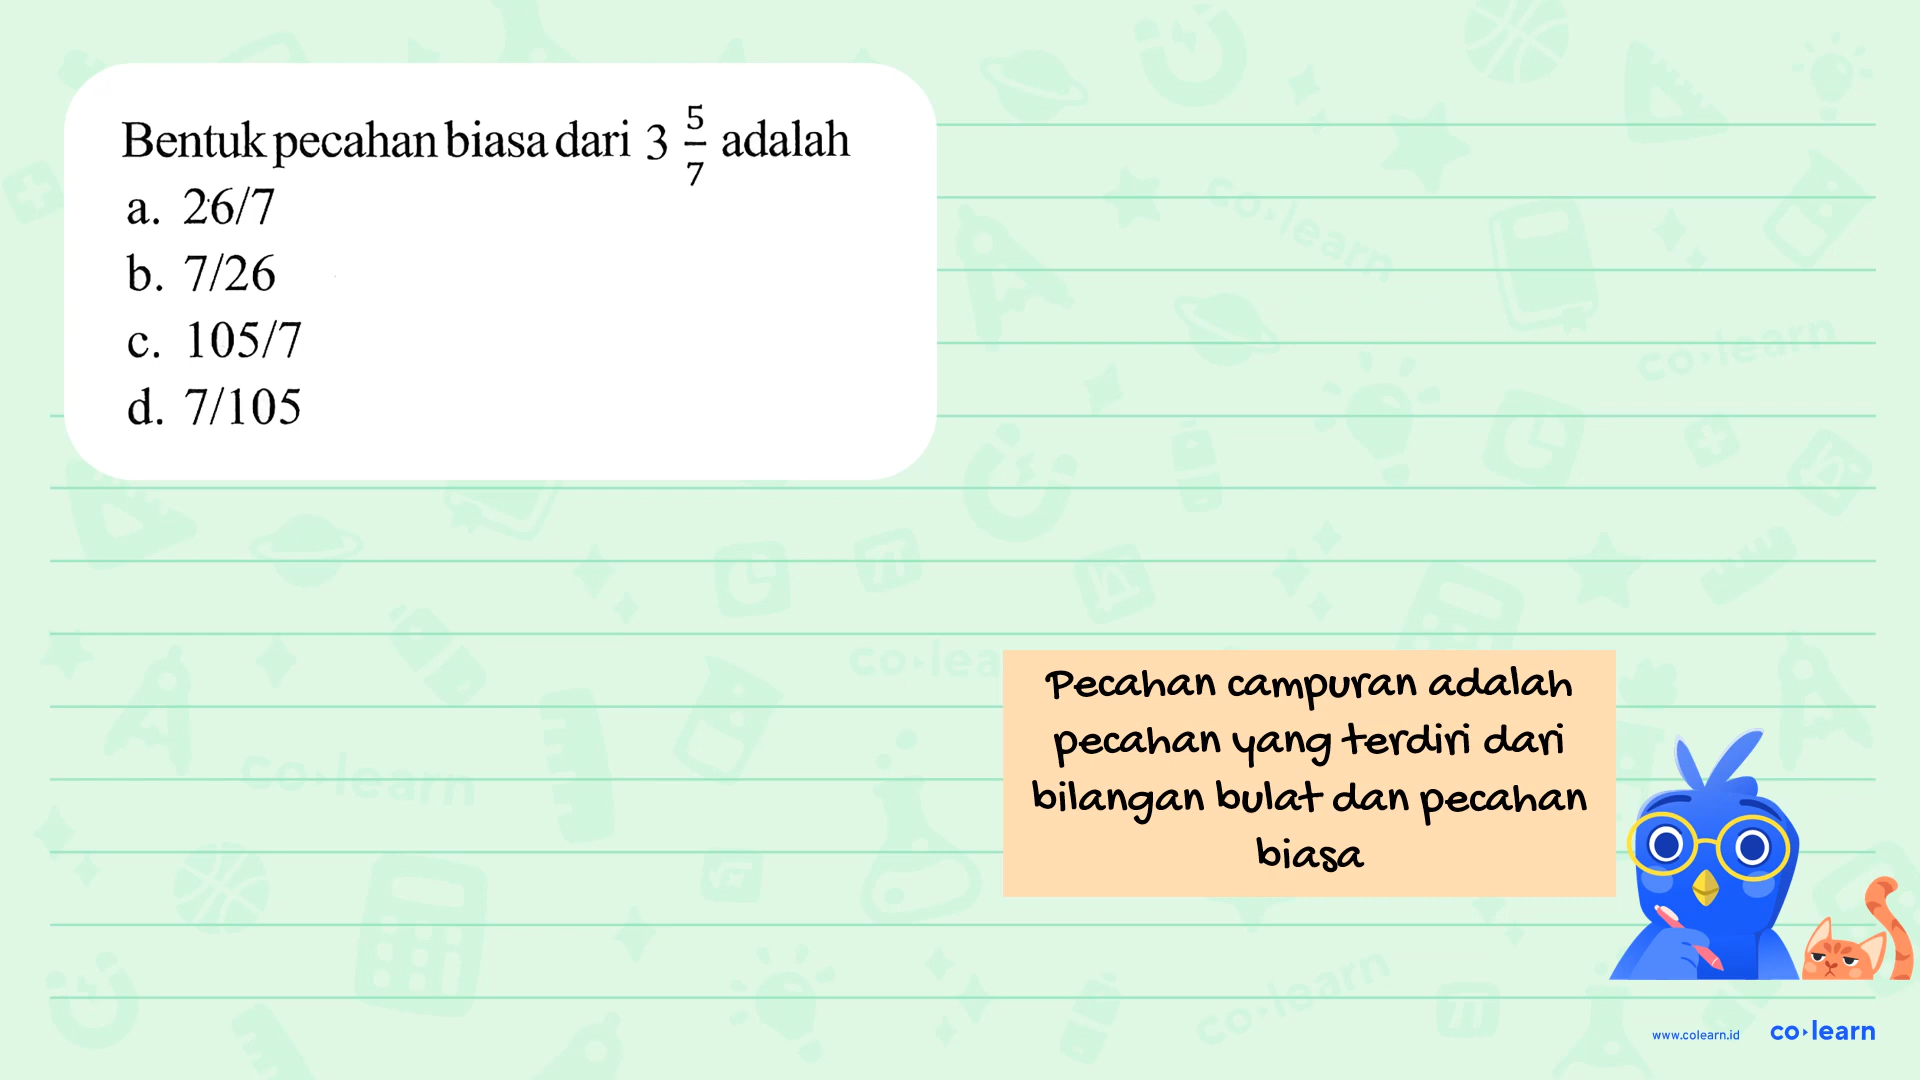 Bentuk pecahan biasa dari 3 5/7 adalah
a. 26/7
b. 7/26
c. 105/7
d. 7/105
Pecahan campuran adalah
pecahan yang terdiri dari
bilangan bulat dan pecahan
biasa
www.colearn.id co learn